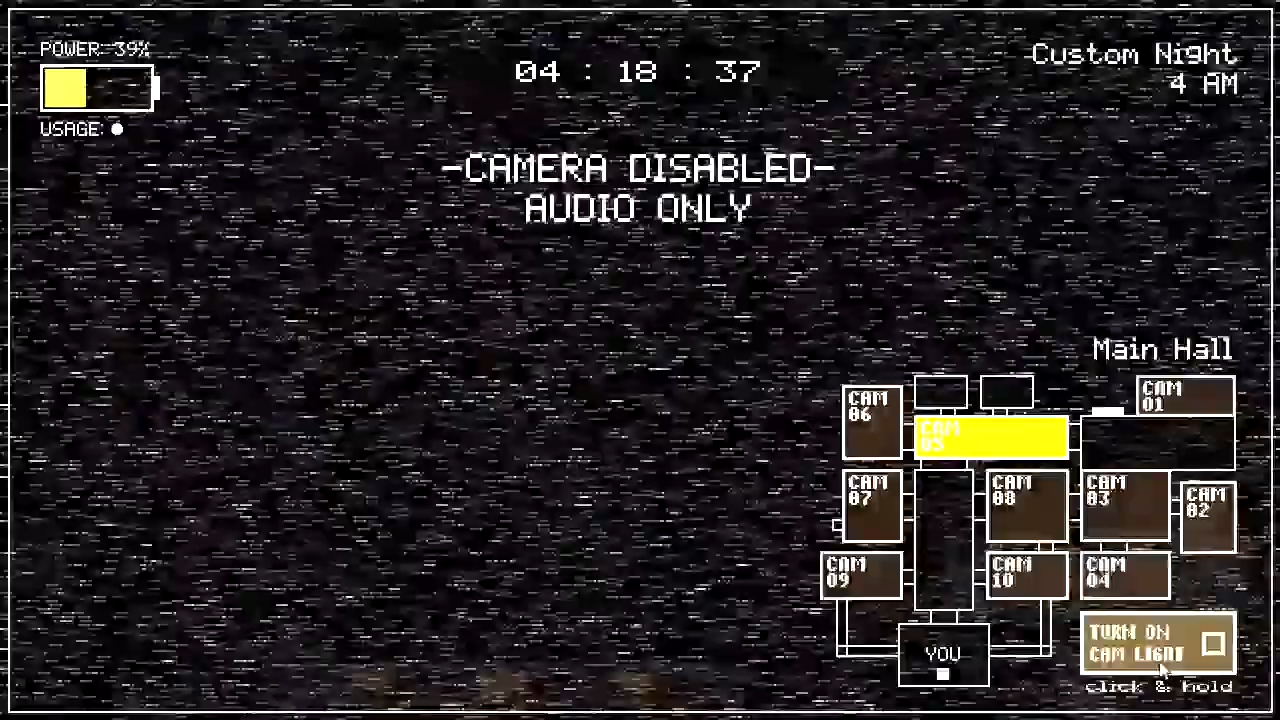 POWER: 39%
04 : 18 : 37
Custom Night
4 AM
USAGE:
-CAMERA DISABLED-
AUDIO ONLY
Main Hall
CAM
01
CAM
06
CAM
05
CAM
07
CAM
08
CAM
03
CAM
02
CAM
09
CAM
10
CAM
04
YOU
TURN ON
CAM LIGHT
click & hold